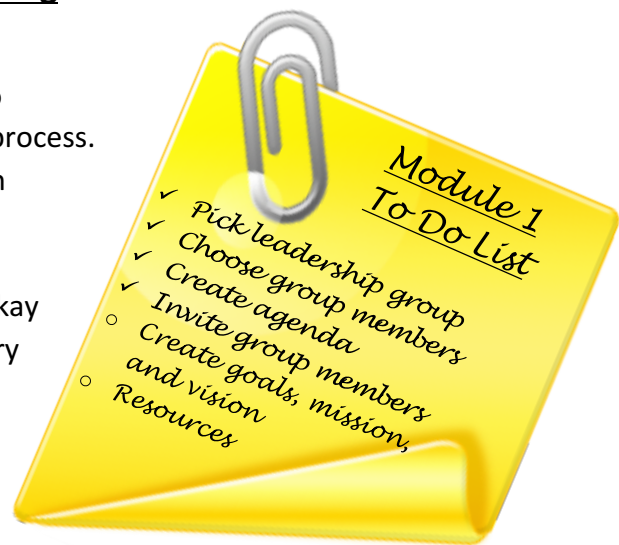 g
o
process.
n
kay
ry
Module 1
To Do List
✓ Pick leadership group
✓ Choose group members
✓ Create agenda
✓ Invite group members
o Create goals, mission,
and vision
o Resources